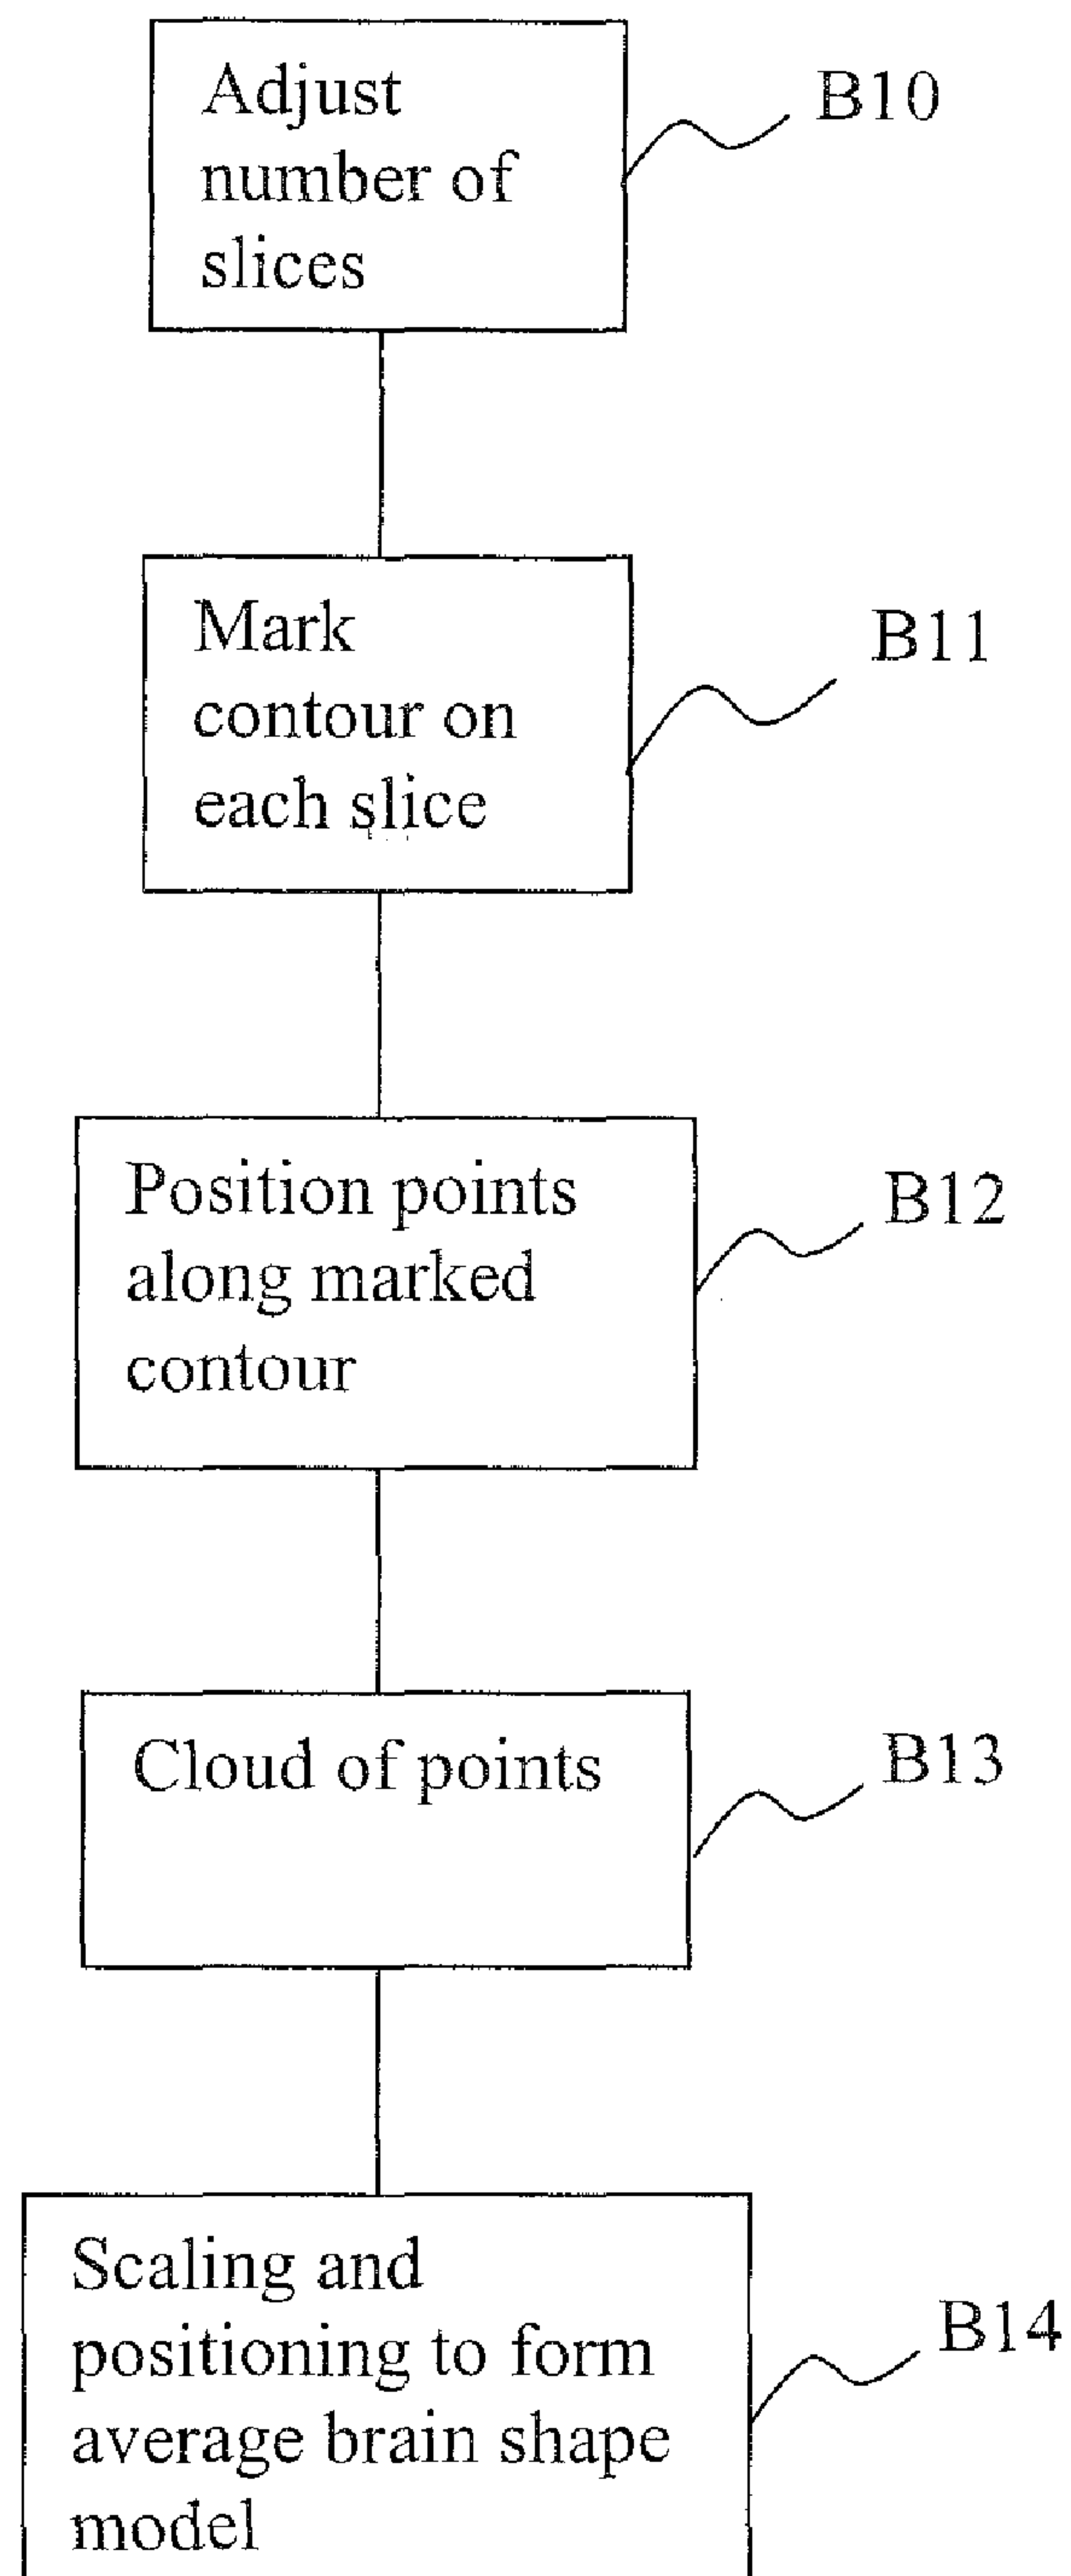 Adjust
number of
slices
B10
Mark
contour on
each slice
B11
Position points
along marked
contour
B12
Cloud of points
B13
Scaling and
positioning to form
average brain shape
model
B14